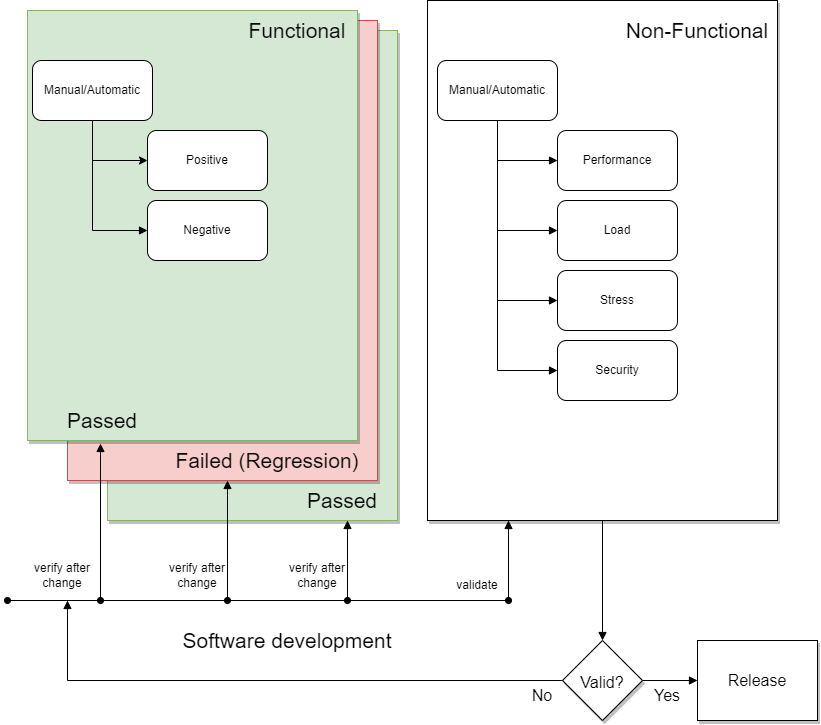 Functional
Manual/Automatic
Positive
Negative
Passed
Failed (Regression)
Passed
Non-Functional
Manual/Automatic
Performance
Load
Stress
Security
verify after
change
verify after
change
verify after
change
validate
Software development
Valid?
No
Yes
Release